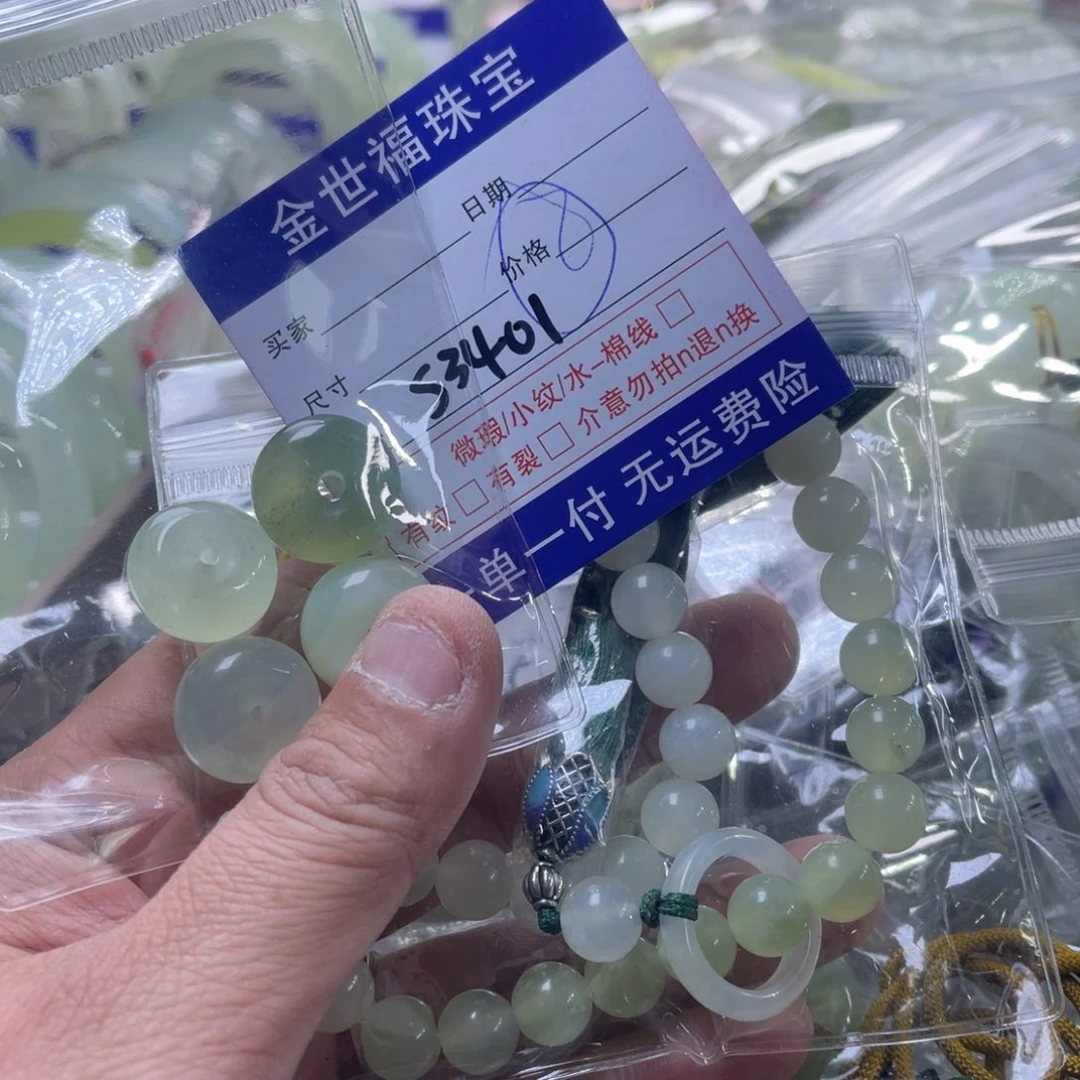 金世福珠宝
日期
买家
价格 8
尺寸 S3401
微瑕/小纹/水-棉线 □
有纹 □ 有裂 □ 介意勿拍n退n换
单一付 无运费险